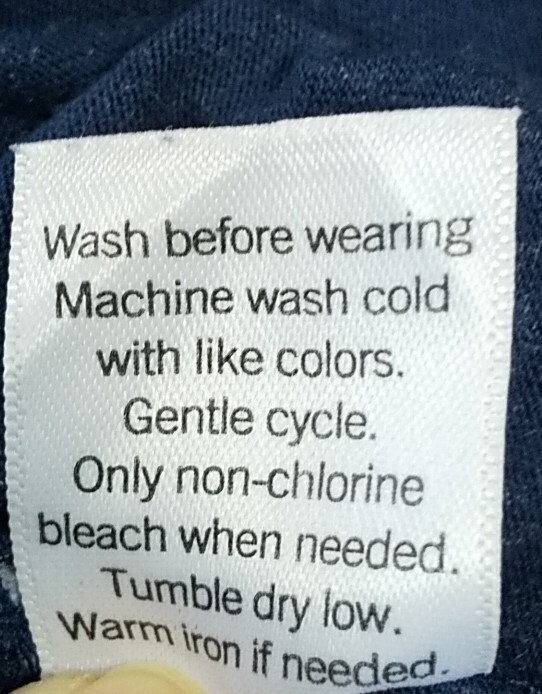 Wash before wearing
Machine wash cold
with like colors.
Gentle cycle.
Only non-chlorine
bleach when needed.
Tumble dry low.
Warm iron if needed.